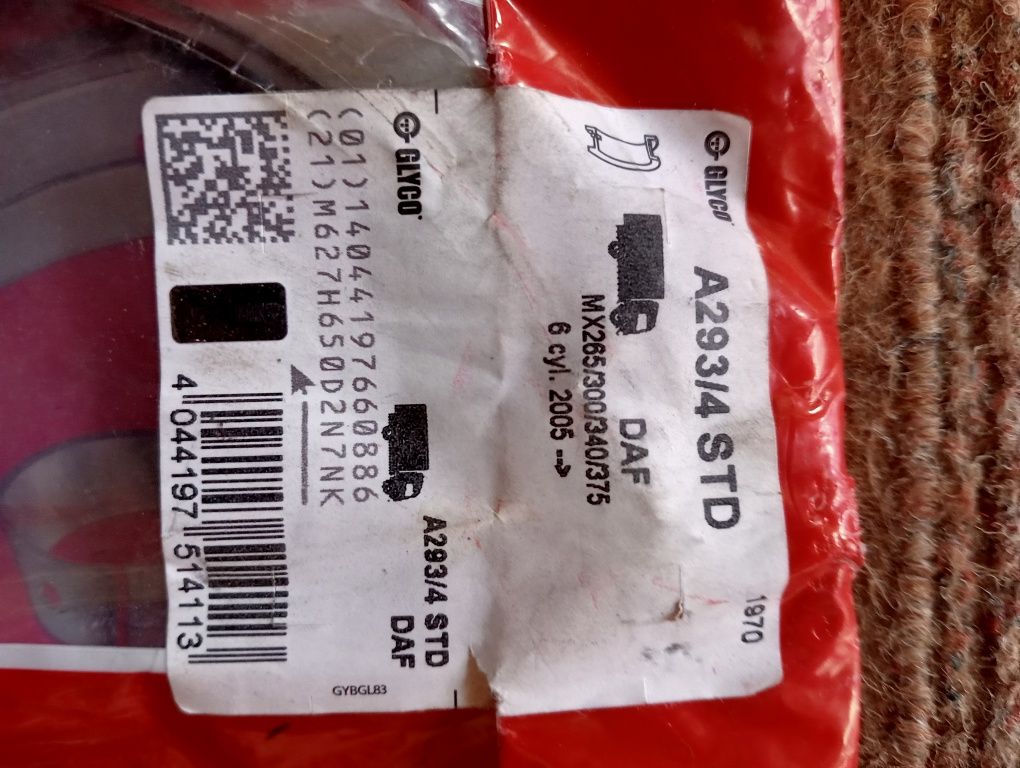 GLYCO
A293/4 STD
DAF
MX265/300/340/375
6 cyl. 2005 →
1970
GLYCO
A293/4 STD
DAF
(01)14044197660886
(21)M627H650D2N7NK
4 044197 514113
GYBGL83